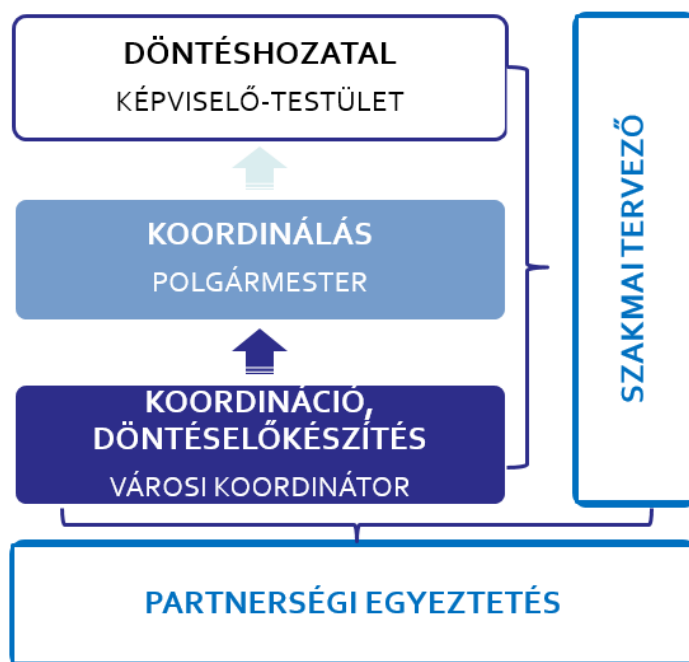 DÖNTÉSHOZATAL
KÉPVISELŐ-TESTÜLET
KOORDINÁLÁS
POLGÁRMESTER
KOORDINÁCIÓ,
DÖNTÉSELŐKÉSZÍTÉS
VÁROSI KOORDINÁTOR
SZAKMAI TERVEZŐ
PARTNERSÉGI EGYEZTETÉS